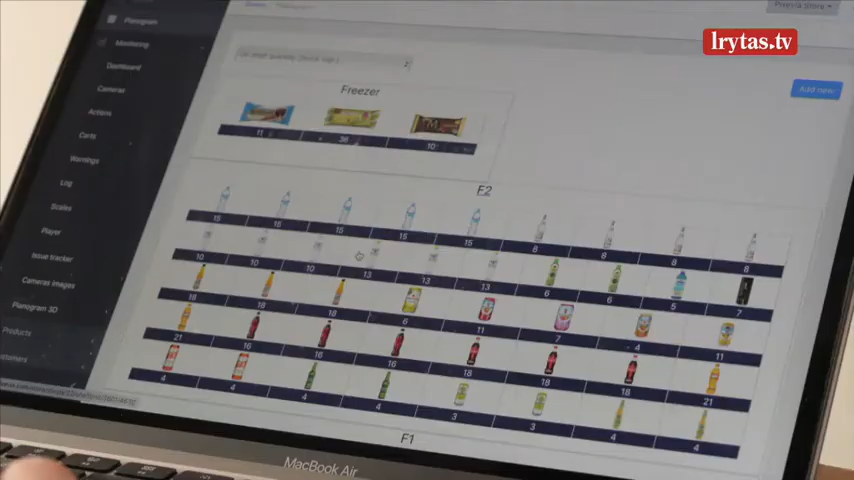 Planogram
Pixevia store
lrytas.tv
Monitoring
Dashboard
Cameras
Actions
Carts
Warnings
Log
Scales
Player
Issue tracker
Cameras images
Planogram 3D
Products
Add new
Freezer
11 36 10
F2
15 15 15 15 15 8 8 8 8
10 10 10 13 13 13 6 6 5 7
18 18 18 6 11 7 4 11
21 16 16 16 18 18 18 21
4 4 4 4 3 3 4 4
F1
MacBook Air